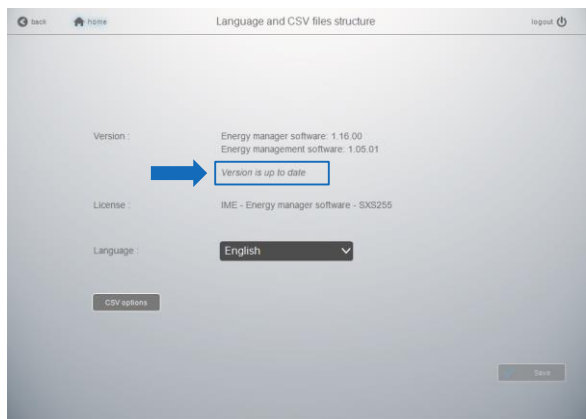 back home Language and CSV files structure logout
Version : Energy manager software: 1.16.00
Energy management software: 1.05.01
Version is up to date
License : IME - Energy manager software - SXS255
Language : English
CSV options
Save